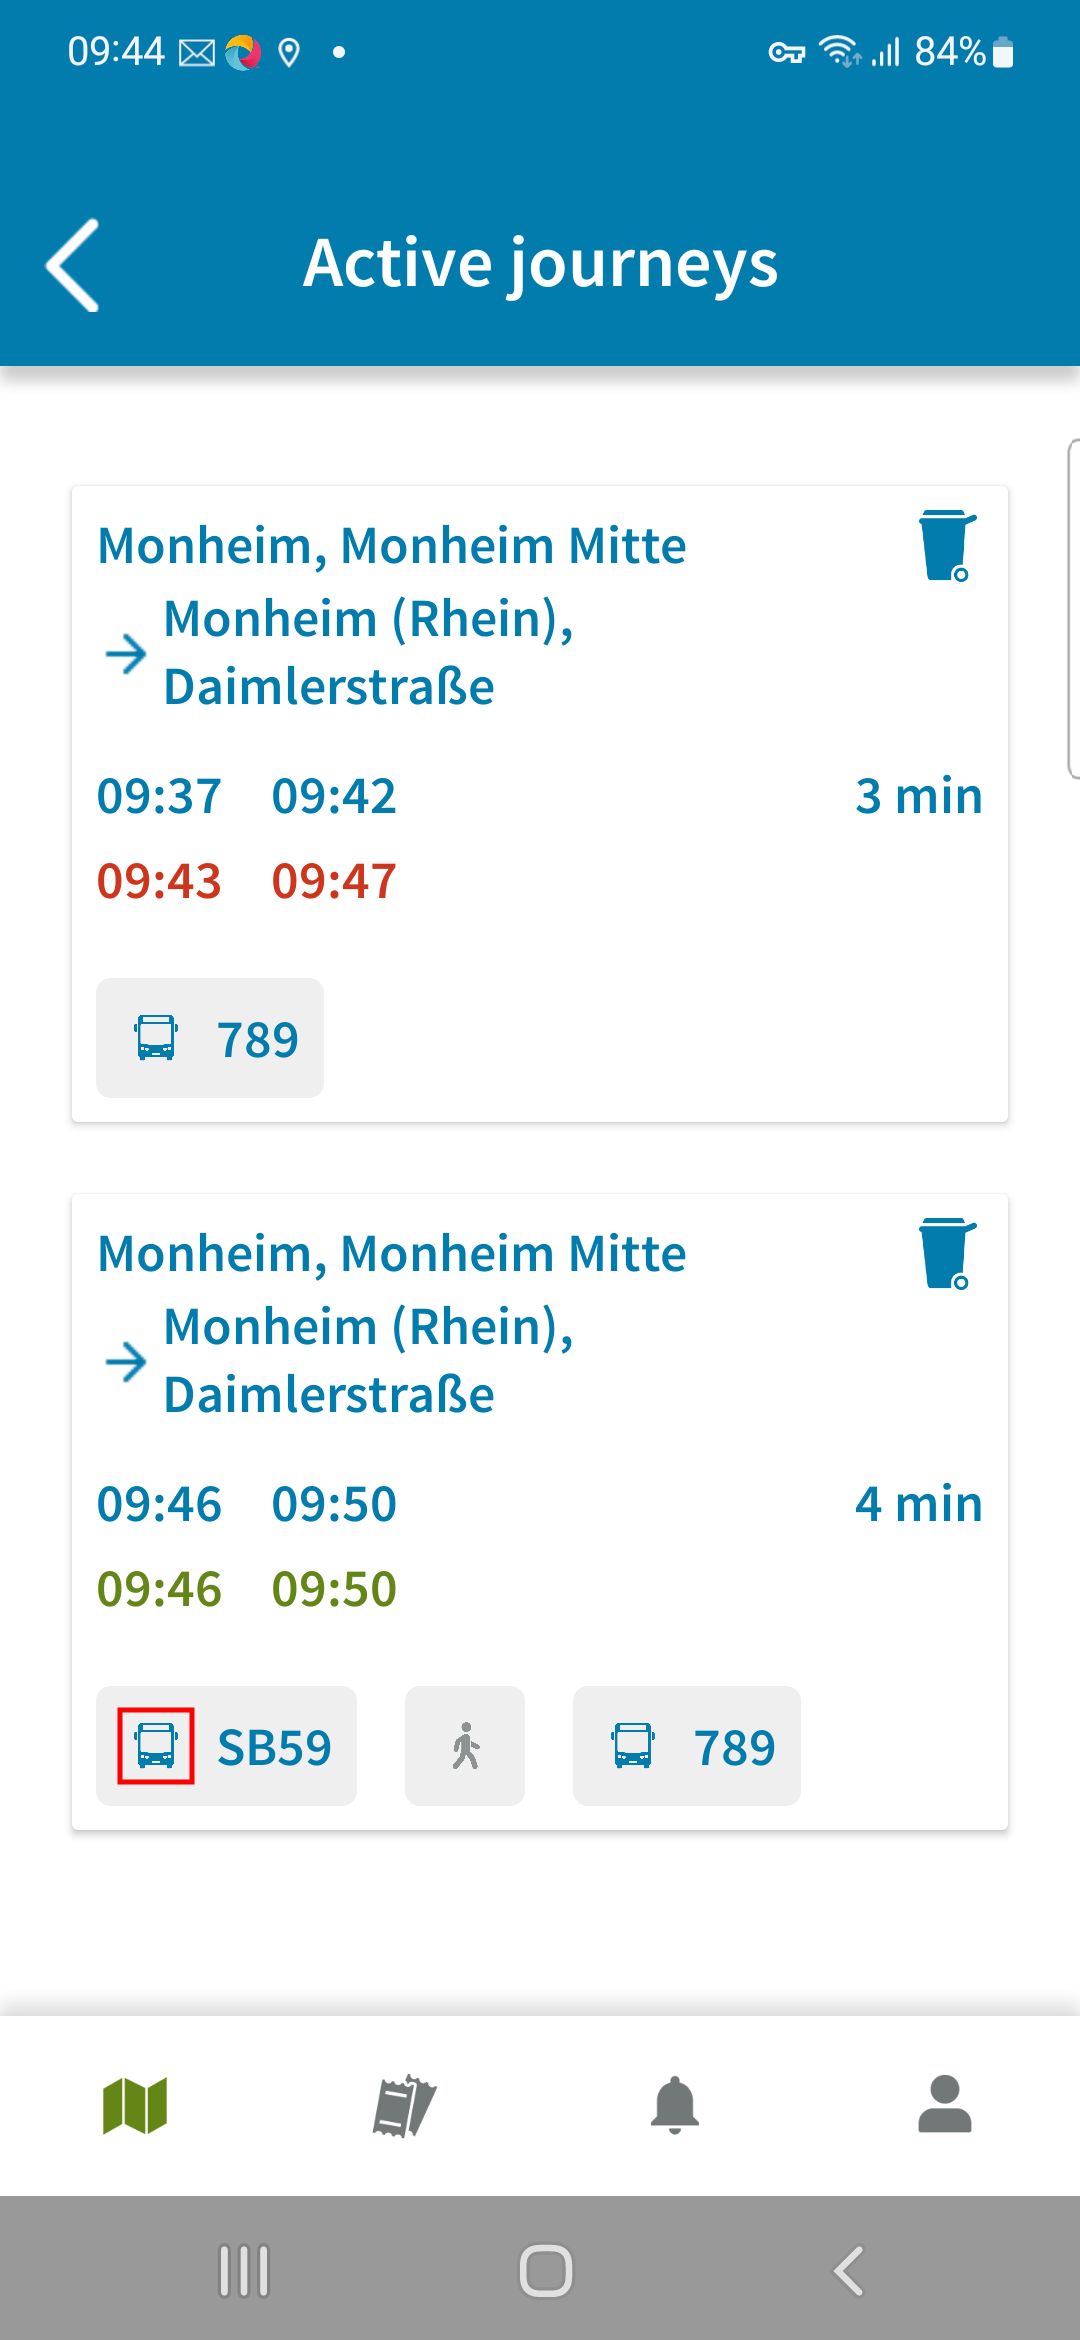 09:44
84%
Active journeys
Monheim, Monheim Mitte
Monheim (Rhein),
Daimlerstraße
09:37 09:42 3 min
09:43 09:47
789
Monheim, Monheim Mitte
Monheim (Rhein),
Daimlerstraße
09:46 09:50 4 min
09:46 09:50
SB59 789